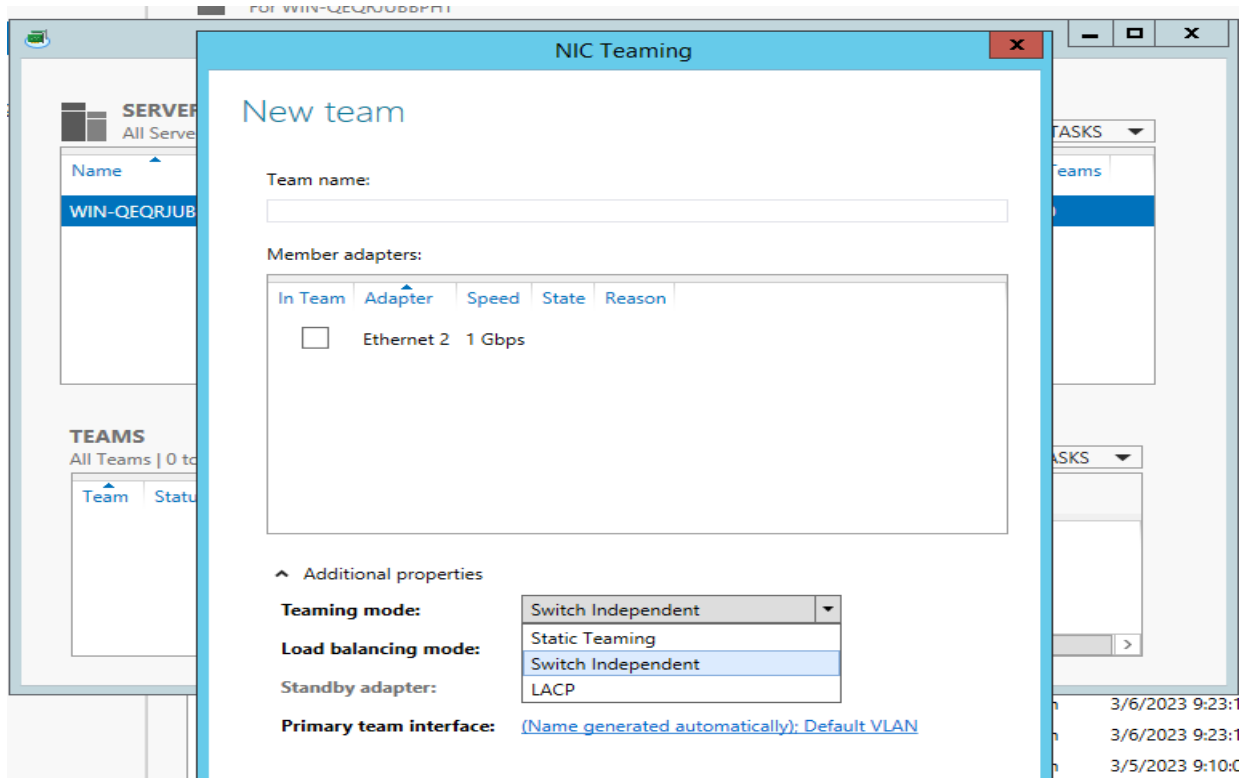 For WIN-QEQRJUBBPHT
NIC Teaming
x
x
New team
SERVER
All Serve
TASKS
Name
Teams
WIN-QEQRJUB
Team name:
Member adapters:
In Team Adapter Speed State Reason
Ethernet 2 1 Gbps
TEAMS
All Teams | 0 to
ASKS
Team Statu
Additional properties
Teaming mode: Switch Independent
Static Teaming
Load balancing mode:
Switch Independent
Standby adapter:
LACP
Primary team interface: (Name generated automatically); Default VLAN
3/6/2023 9:23:1
3/6/2023 9:23:1
3/5/2023 9:10:0